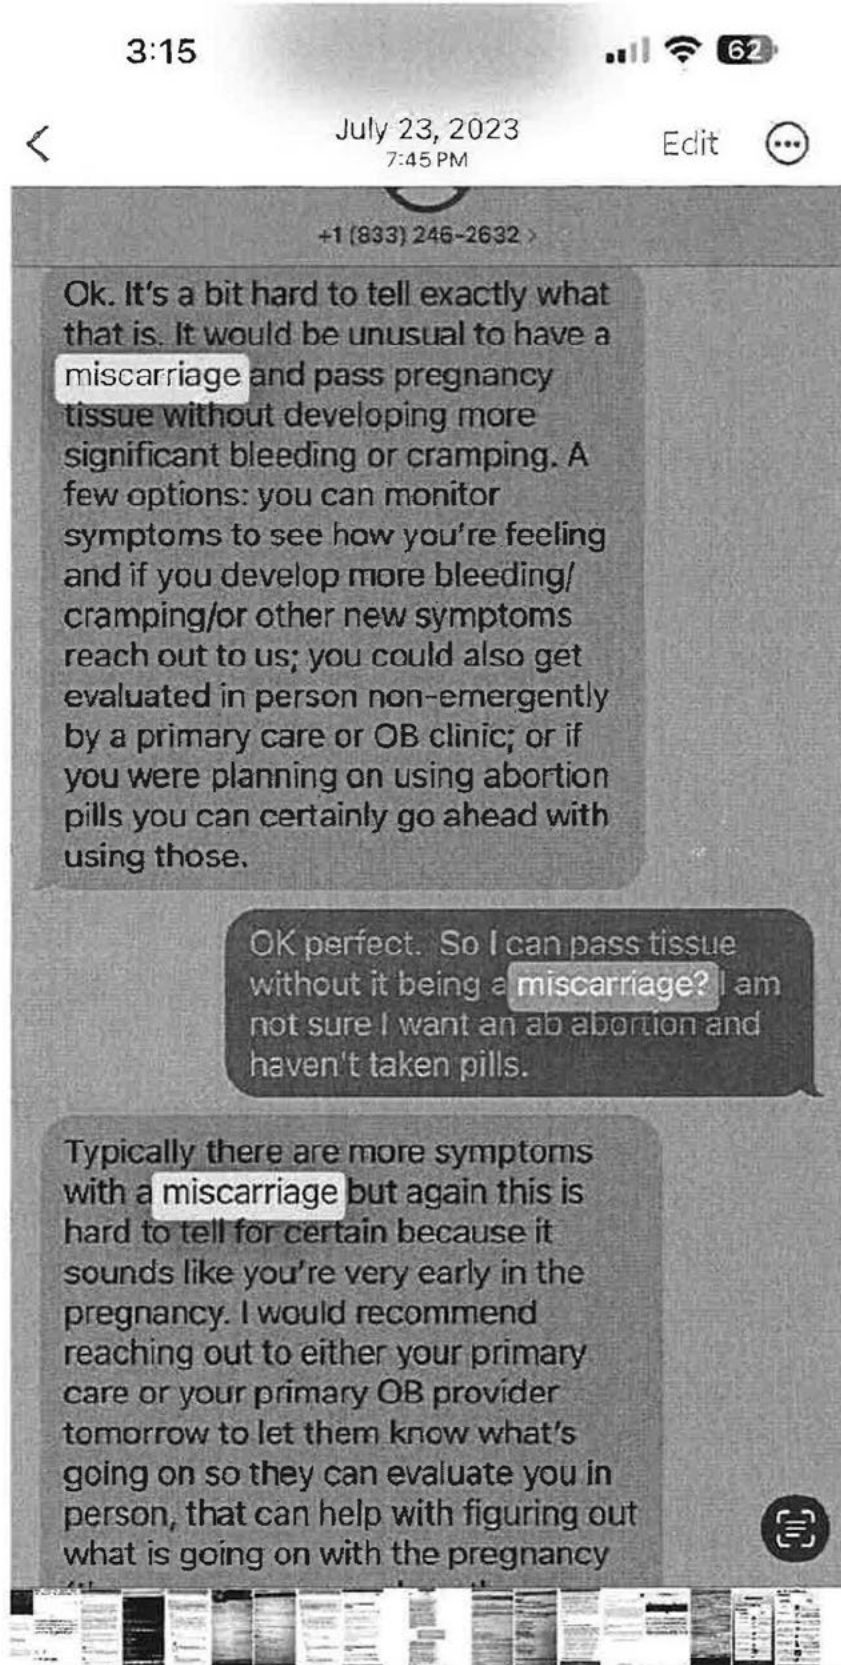 3:15
62
July 23, 2023
Edit
7:45 PM
+1 (833) 246-2632 >
Ok. It's a bit hard to tell exactly what
that is. It would be unusual to have a
miscarriage and pass pregnancy
tissue without developing more
significant bleeding or cramping. A
few options: you can monitor
symptoms to see how you're feeling
and if you develop more bleeding/
cramping/or other new symptoms
reach out to us; you could also get
evaluated in person non-emergently
by a primary care or OB clinic; or if
you were planning on using abortion
pills you can certainly go ahead with
using those.
OK perfect. So I can pass tissue
without it being a miscarriage? I am
not sure I want an ab abortion and
haven't taken pills.
Typically there are more symptoms
with a miscarriage but again this is
hard to tell for certain because it
sounds like you're very early in the
pregnancy. I would recommend
reaching out to either your primary
care or your primary OB provider
tomorrow to let them know what's
going on so they can evaluate you in
person, that can help with figuring out
what is going on with the pregnancy